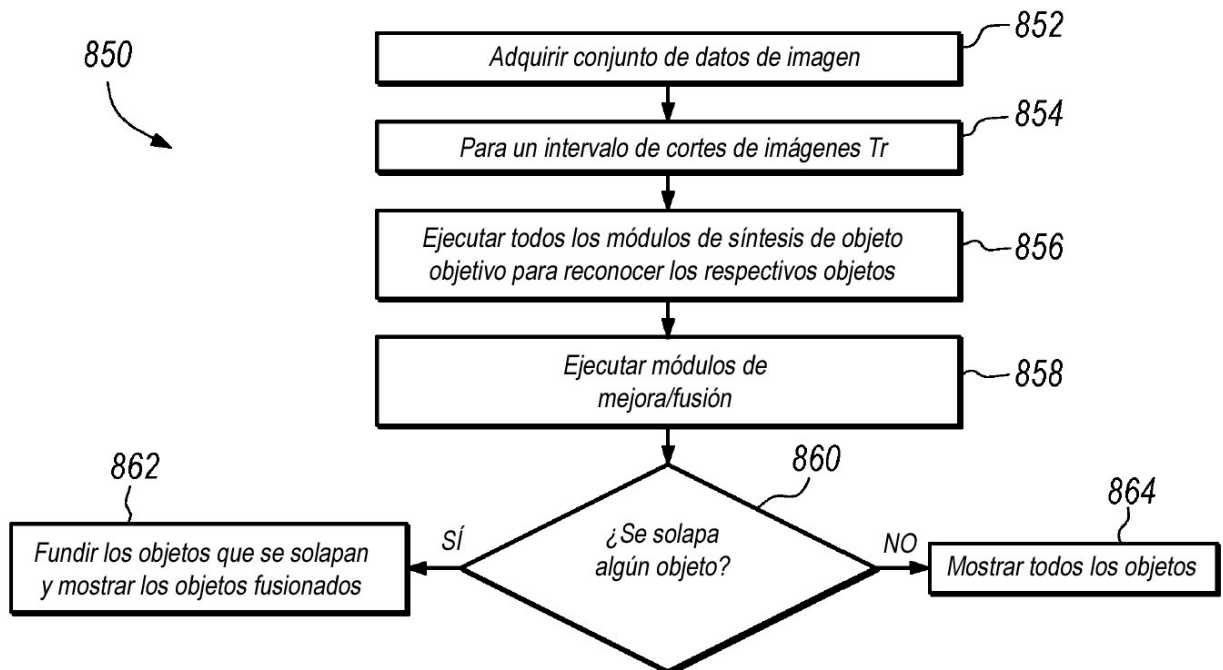 852
850
Adquirir conjunto de datos de imagen
854
Para un intervalo de cortes de imágenes Tr
Ejecutar todos los módulos de síntesis de objeto
objetivo para reconocer los respectivos objetos
856
Ejecutar módulos de
mejora/fusión
858
860
862
864
¿Se solapa
algún objeto?
SÍ
NO
Fundir los objetos que se solapan
y mostrar los objetos fusionados
Mostrar todos los objetos